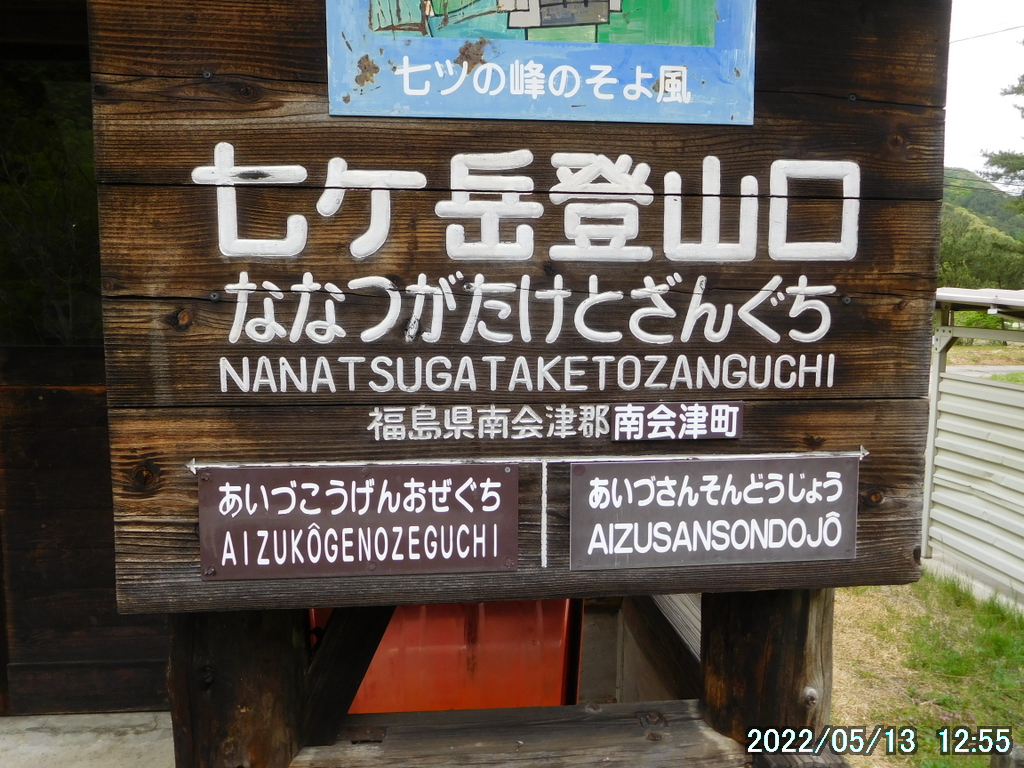 七ツの峰のそよ風
七ケ岳登山口
ななつがたけとざんぐち
NANATSUGATAKETOZANGUCHI
福島県南会津郡南会津町
あいづこうげんおぜぐち
AIZUKÔGENOZEGUCHI
あいづさんそんどうじょう
AIZUSANSONDOJÔ
2022/05/13 12:55